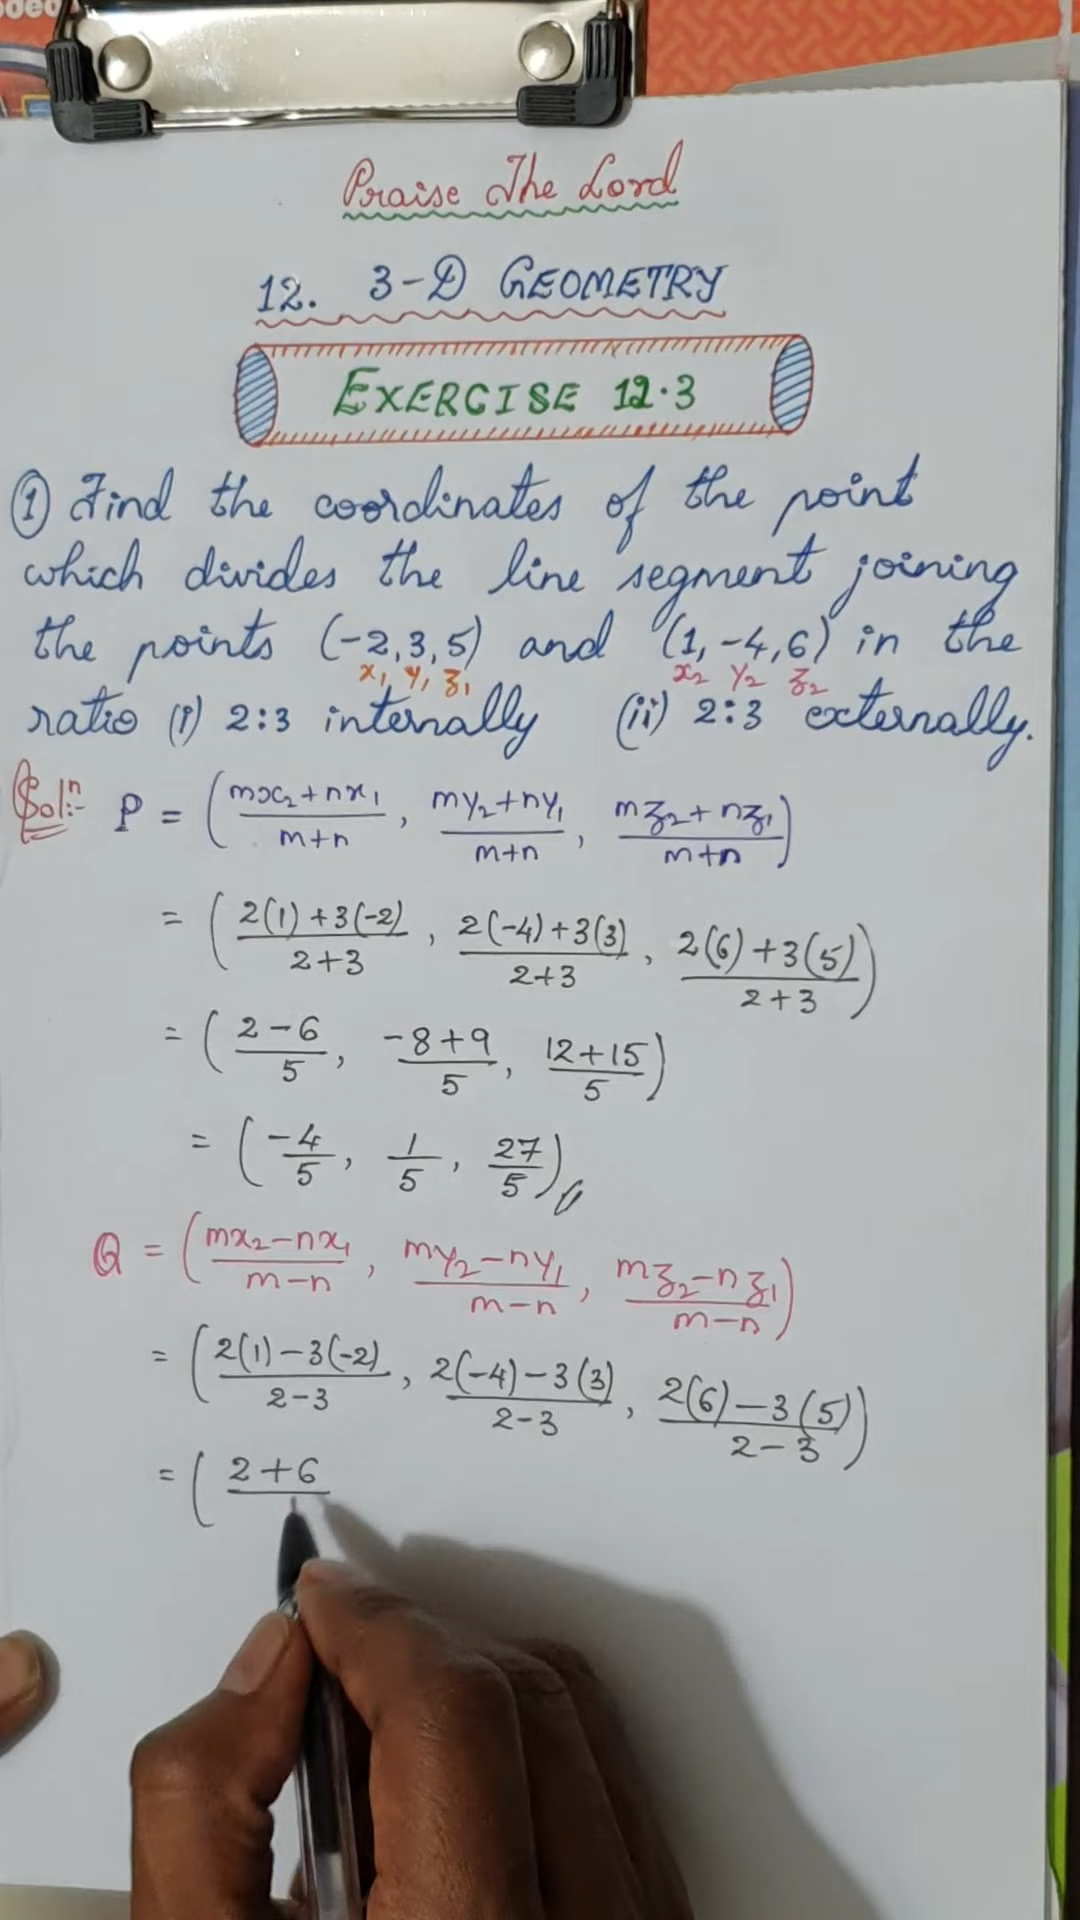 Praise The Lord
12. 3-D GEOMETRY
EXERCISE 12.3
① Find the coordinates of the point
which divides the line segment joining
the points (-2,3,5) and (1,-4,6) in the
x₁ y₁ z₁ x₂ y₂ z₂
ratio (i) 2:3 internally (ii) 2:3 externally.
Solⁿ:- P = ( mx₂+nx₁ / m+n , my₂+ny₁ / m+n , mz₂+nz₁ / m+n )
= ( 2(1)+3(-2) / 2+3 , 2(-4)+3(3) / 2+3 , 2(6)+3(5) / 2+3 )
= ( 2-6 / 5 , -8+9 / 5 , 12+15 / 5 )
= ( -4/5 , 1/5 , 27/5 )
Q = ( mx₂-nx₁ / m-n , my₂-ny₁ / m-n , mz₂-nz₁ / m-n )
= ( 2(1)-3(-2) / 2-3 , 2(-4)-3(3) / 2-3 , 2(6)-3(5) / 2-3 )
= ( 2+6